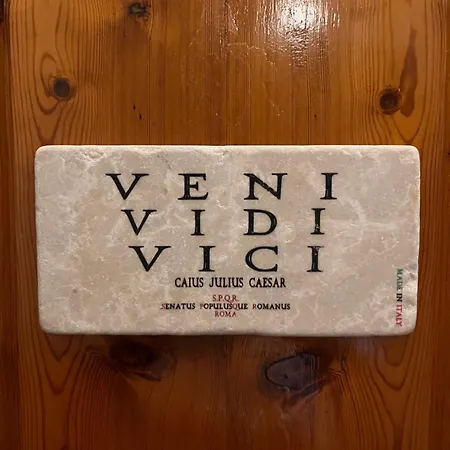 VENI
VIDI
VICI
CAIUS JULIUS CAESAR
S.P.Q.R.
SENATUS POPULUSQUE ROMANUS
ROMA
MADE IN ITALY